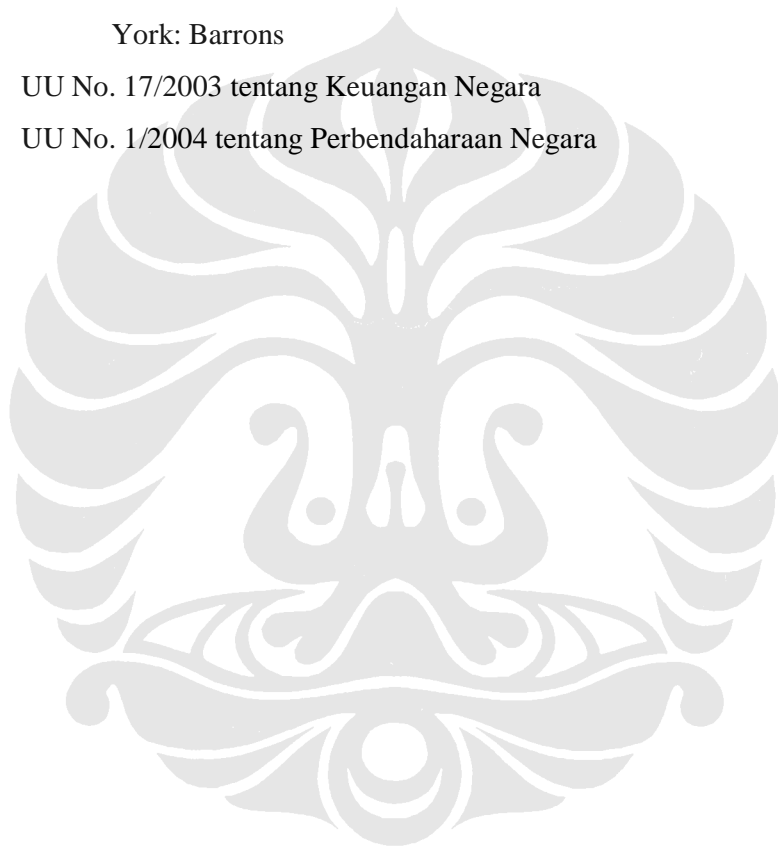 York: Barrons
UU No. 17/2003 tentang Keuangan Negara
UU No. 1/2004 tentang Perbendaharaan Negara